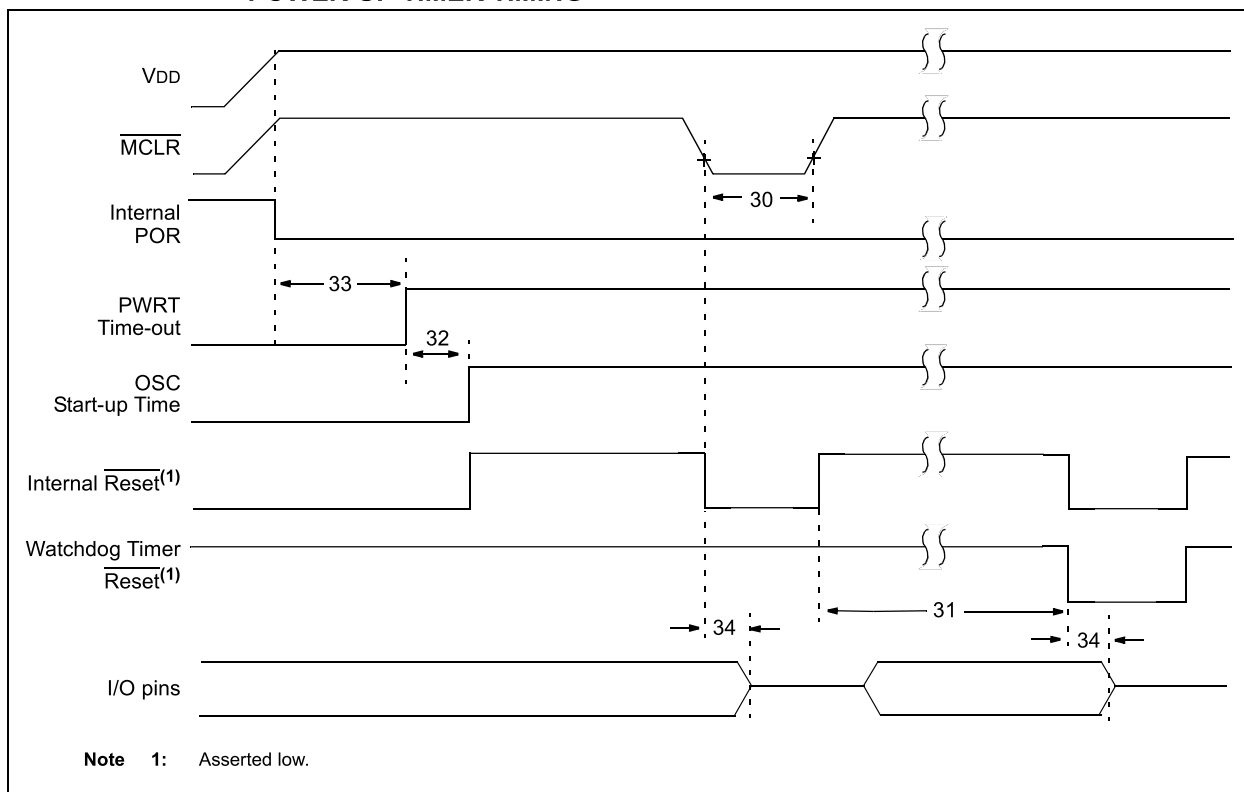 POWER-UP TIMER TIMING
VDD
MCLR
Internal
POR
30
33
PWRT
Time-out
32
OSC
Start-up Time
Internal Reset(1)
Watchdog Timer
Reset(1)
31
34
34
I/O pins
Note 1: Asserted low.